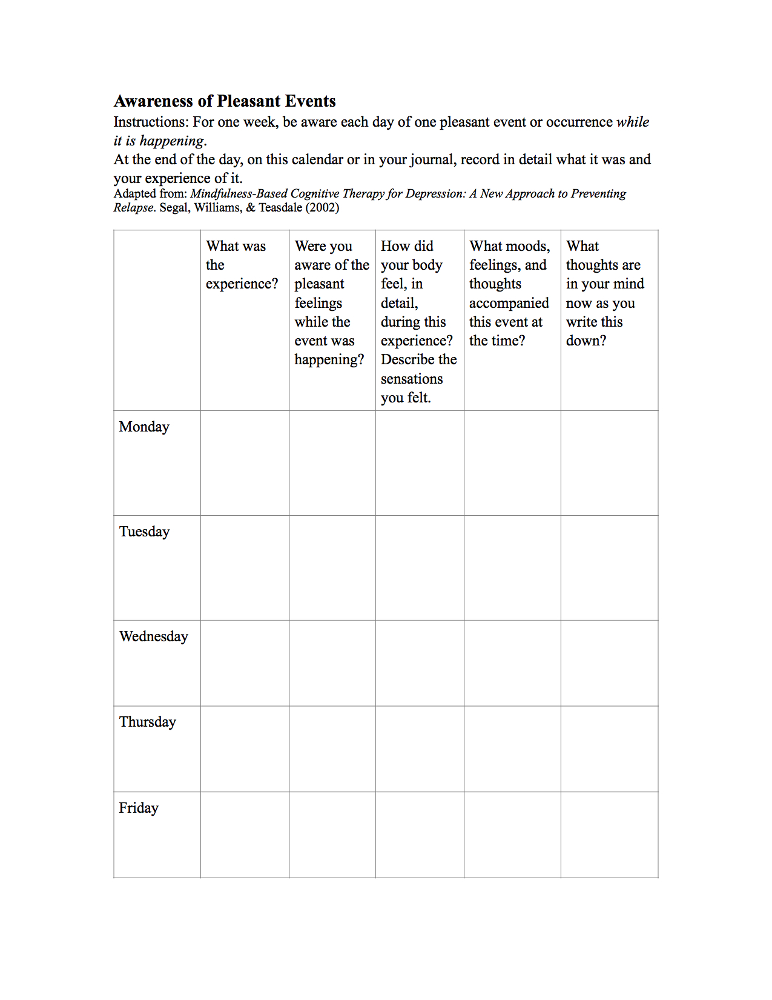 Awareness of Pleasant Events
Instructions: For one week, be aware each day of one pleasant event or occurrence while
it is happening.
At the end of the day, on this calendar or in your journal, record in detail what it was and
your experience of it.
Adapted from: Mindfulness-Based Cognitive Therapy for Depression: A New Approach to Preventing
Relapse. Segal, Williams, & Teasdale (2002)
What was
the
experience?
Were you
aware of the
pleasant
feelings
while the
event was
happening?
How did
your body
feel, in
detail,
during this
experience?
Describe the
sensations
you felt.
What moods,
feelings, and
thoughts
accompanied
this event at
the time?
What
thoughts are
in your mind
now as you
write this
down?
Monday
Tuesday
Wednesday
Thursday
Friday